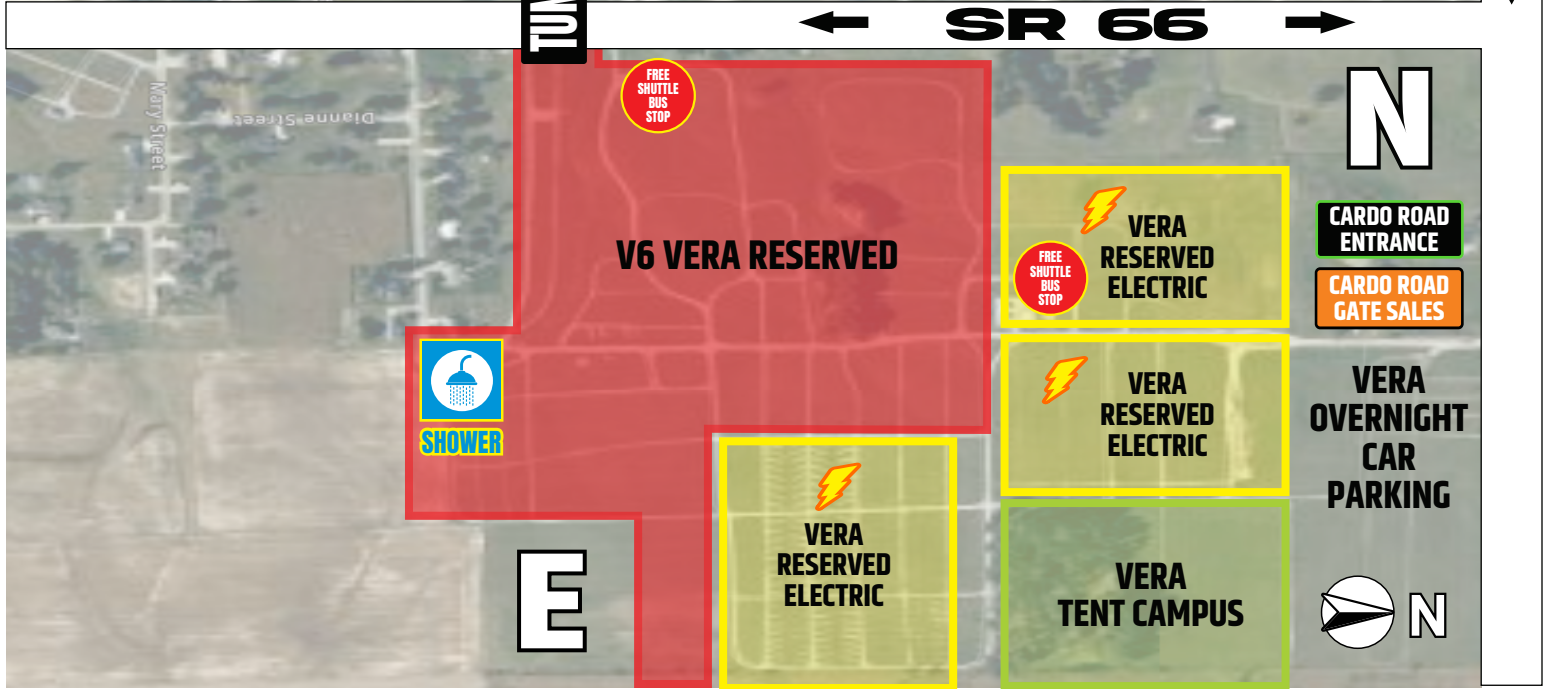 TUN
SR 66
Mary Street
Dianne Street
FREE
SHUTTLE
BUS
STOP
N
V6 VERA RESERVED
VERA
RESERVED
ELECTRIC
FREE
SHUTTLE
BUS
STOP
CARDO ROAD
ENTRANCE
CARDO ROAD
GATE SALES
SHOWER
VERA
RESERVED
ELECTRIC
VERA
OVERNIGHT
CAR
PARKING
VERA
RESERVED
ELECTRIC
E
VERA
TENT CAMPUS
N